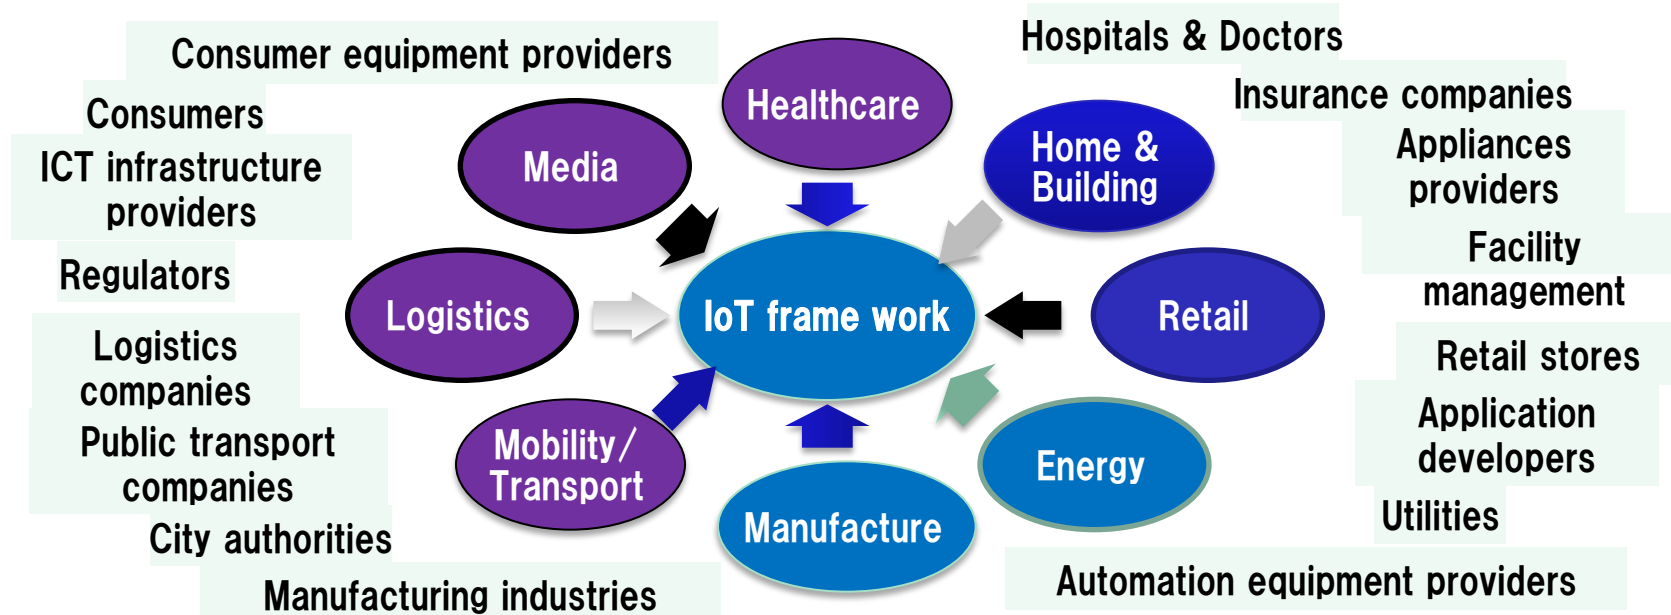 Consumer equipment providers
Hospitals & Doctors
Healthcare
Insurance companies
Consumers
Media
Home &
Building
Appliances
providers
ICT infrastructure
providers
Facility
management
Regulators
Logistics
IoT frame work
Retail
Logistics
companies
Retail stores
Public transport
companies
Mobility/
Transport
Energy
Application
developers
City authorities
Manufacture
Utilities
Manufacturing industries
Automation equipment providers